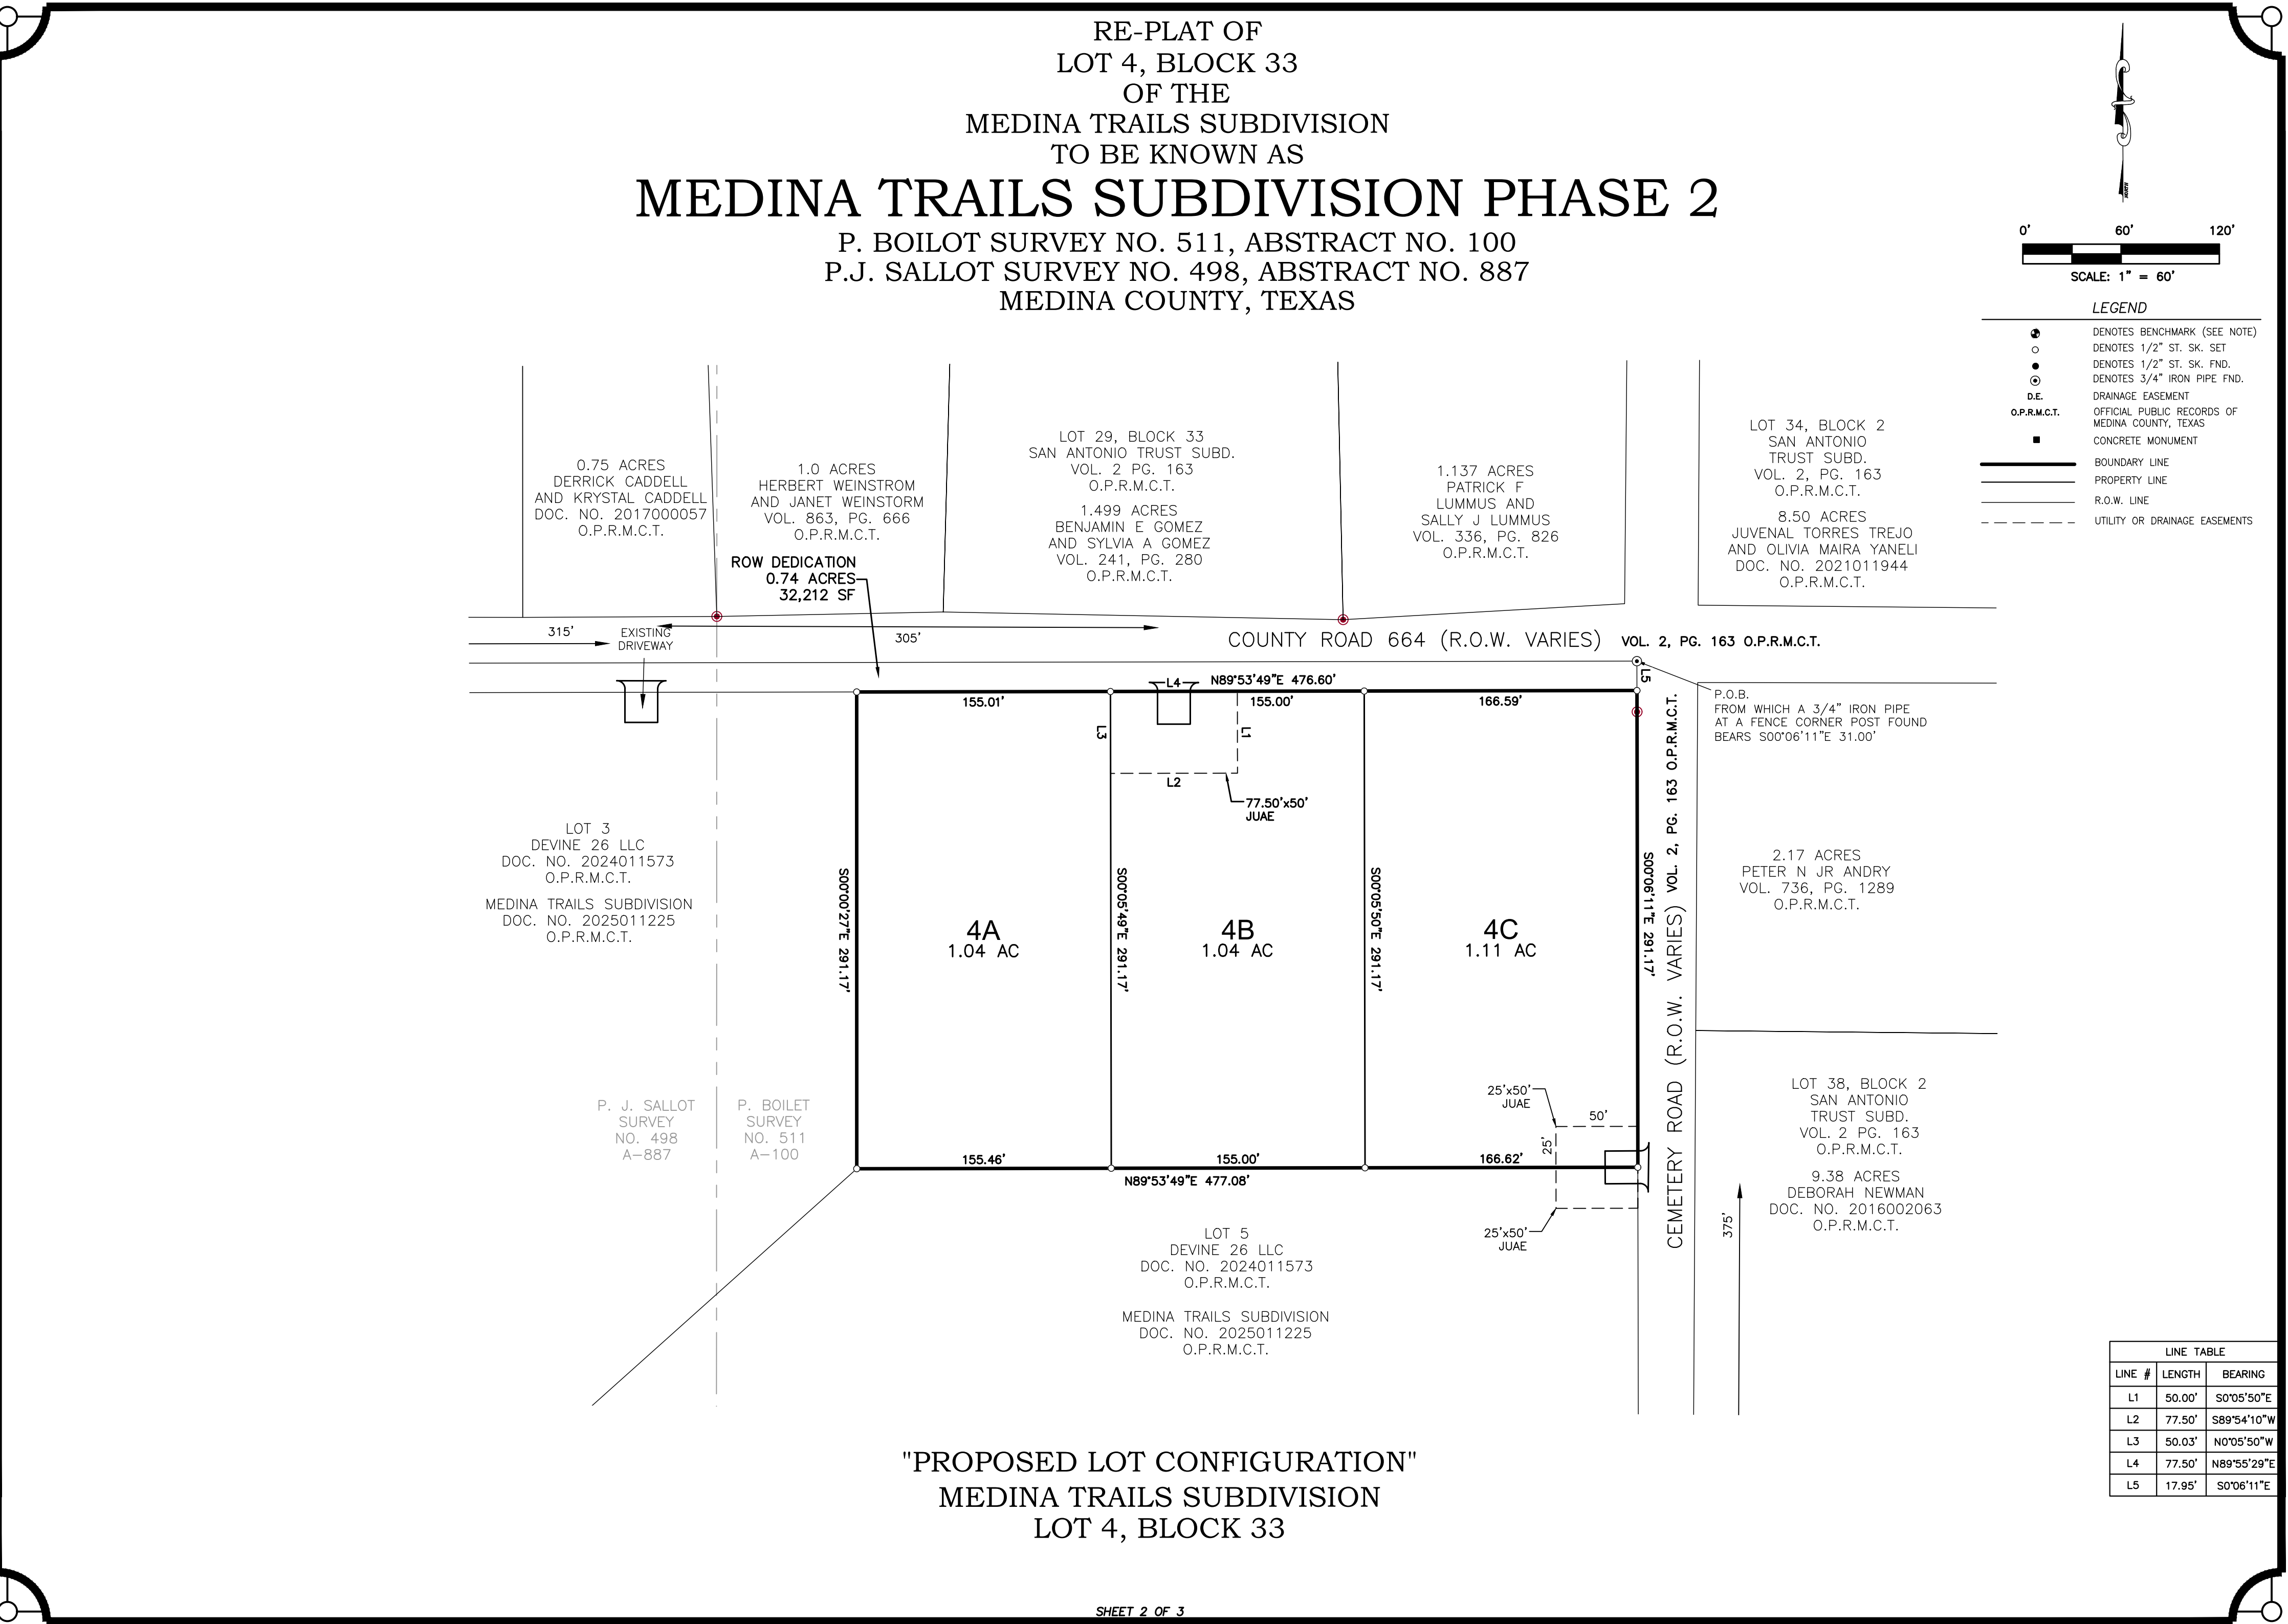 RE-PLAT OF
LOT 4, BLOCK 33
OF THE
MEDINA TRAILS SUBDIVISION
TO BE KNOWN AS
MEDINA TRAILS SUBDIVISION PHASE 2
P. BOILOT SURVEY NO. 511, ABSTRACT NO. 100
P.J. SALLOT SURVEY NO. 498, ABSTRACT NO. 887
MEDINA COUNTY, TEXAS
0' 60' 120'
SCALE: 1" = 60'
LEGEND
DENOTES BENCHMARK (SEE NOTE)
DENOTES 1/2" ST. SK. SET
DENOTES 1/2" ST. SK. FND.
DENOTES 3/4" IRON PIPE FND.
D.E. DRAINAGE EASEMENT
O.P.R.M.C.T. OFFICIAL PUBLIC RECORDS OF
MEDINA COUNTY, TEXAS
CONCRETE MONUMENT
BOUNDARY LINE
PROPERTY LINE
R.O.W. LINE
UTILITY OR DRAINAGE EASEMENTS
0.75 ACRES
DERRICK CADDELL
AND KRYSTAL CADDELL
DOC. NO. 2017000057
O.P.R.M.C.T.
1.0 ACRES
HERBERT WEINSTROM
AND JANET WEINSTORM
VOL. 863, PG. 666
O.P.R.M.C.T.
LOT 29, BLOCK 33
SAN ANTONIO TRUST SUBD.
VOL. 2 PG. 163
O.P.R.M.C.T.
1.499 ACRES
BENJAMIN E GOMEZ
AND SYLVIA A GOMEZ
VOL. 241, PG. 280
O.P.R.M.C.T.
1.137 ACRES
PATRICK F
LUMMUS AND
SALLY J LUMMUS
VOL. 336, PG. 826
O.P.R.M.C.T.
LOT 34, BLOCK 2
SAN ANTONIO
TRUST SUBD.
VOL. 2, PG. 163
O.P.R.M.C.T.
8.50 ACRES
JUVENAL TORRES TREJO
AND OLIVIA MAIRA YANELI
DOC. NO. 2021011944
O.P.R.M.C.T.
ROW DEDICATION
0.74 ACRES
32,212 SF
315'
EXISTING
DRIVEWAY
305'
COUNTY ROAD 664 (R.O.W. VARIES) VOL. 2, PG. 163 O.P.R.M.C.T.
L4
N89°53'49"E 476.60'
155.01'
155.00'
166.59'
L5
P.O.B.
FROM WHICH A 3/4" IRON PIPE
AT A FENCE CORNER POST FOUND
BEARS S00°06'11"E 31.00'
L3
L1
L2
77.50'x50'
JUAE
LOT 3
DEVINE 26 LLC
DOC. NO. 2024011573
O.P.R.M.C.T.
MEDINA TRAILS SUBDIVISION
DOC. NO. 2025011225
O.P.R.M.C.T.
S00°00'27"E 291.17'
4A
1.04 AC
S00°05'49"E 291.17'
4B
1.04 AC
S00°05'50"E 291.17'
4C
1.11 AC
S00°06'11"E 291.17'
CEMETERY ROAD (R.O.W. VARIES) VOL. 2, PG. 163 O.P.R.M.C.T.
2.17 ACRES
PETER N JR ANDRY
VOL. 736, PG. 1289
O.P.R.M.C.T.
P. J. SALLOT
SURVEY
NO. 498
A-887
P. BOILET
SURVEY
NO. 511
A-100
25'x50'
JUAE
50'
25'
155.46'
155.00'
166.62'
N89°53'49"E 477.08'
25'x50'
JUAE
LOT 38, BLOCK 2
SAN ANTONIO
TRUST SUBD.
VOL. 2 PG. 163
O.P.R.M.C.T.
9.38 ACRES
DEBORAH NEWMAN
DOC. NO. 2016002063
O.P.R.M.C.T.
375'
LOT 5
DEVINE 26 LLC
DOC. NO. 2024011573
O.P.R.M.C.T.
MEDINA TRAILS SUBDIVISION
DOC. NO. 2025011225
O.P.R.M.C.T.
LINE TABLE
LINE # LENGTH BEARING
L1 50.00' S0°05'50"E
L2 77.50' S89°54'10"W
L3 50.03' N0°05'50"W
L4 77.50' N89°55'29"E
L5 17.95' S0°06'11"E
"PROPOSED LOT CONFIGURATION"
MEDINA TRAILS SUBDIVISION
LOT 4, BLOCK 33
SHEET 2 OF 3